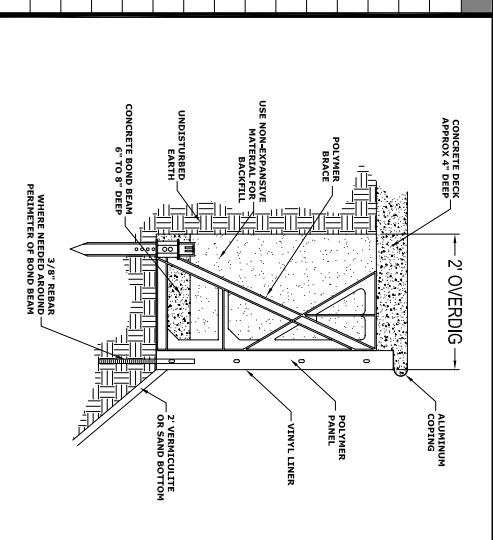 CONCRETE DECK
APPROX 4" DEEP
2' OVERDIG
ALUMINUM
COPING
POLYMER
BRACE
USE NON-EXPANSIVE
MATERIAL FOR
BACKFILL
UNDISTURBED
EARTH
CONCRETE BOND BEAM
6" TO 8" DEEP
3/8" REBAR
WHERE NEEDED AROUND
PERIMETER OF BOND BEAM
POLYMER
PANEL
VINYL LINER
2' VERMICULITE
OR SAND BOTTOM